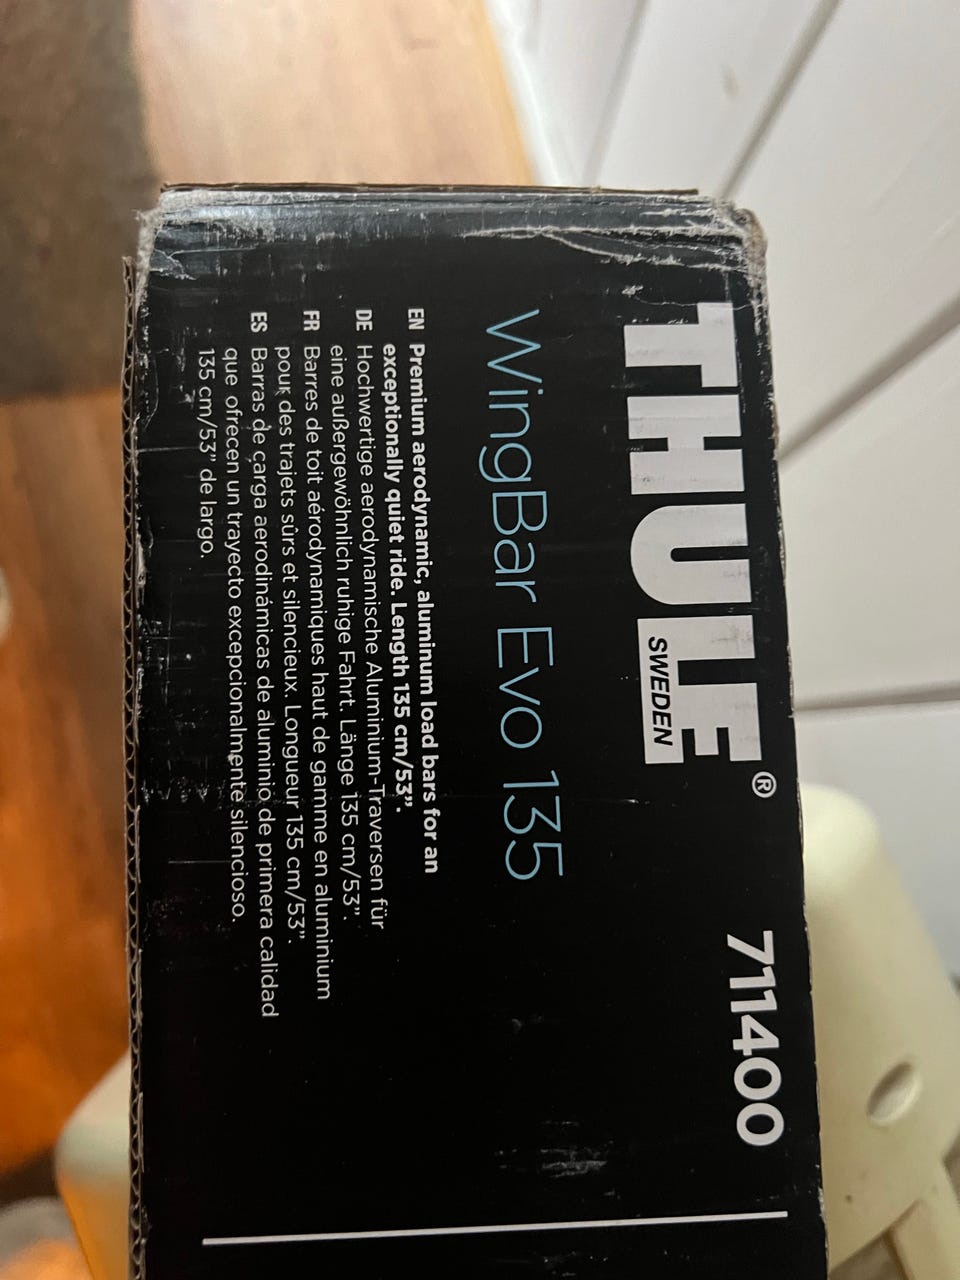 THULE®
SWEDEN
711400
WingBar Evo 135
EN Premium aerodynamic, aluminum load bars for an
exceptionally quiet ride. Length 135 cm/53”.
DE Hochwertige aerodynamische Aluminium-Traversen für
eine außergewöhnlich ruhige Fahrt. Länge 135 cm/53”.
FR Barres de toit aérodynamiques haut de gamme en aluminium
pour des trajets sûrs et silencieux. Longueur 135 cm/53”.
ES Barras de carga aerodinámicas de aluminio de primera calidad
que ofrecen un trayecto excepcionalmente silencioso.
135 cm/53” de largo.